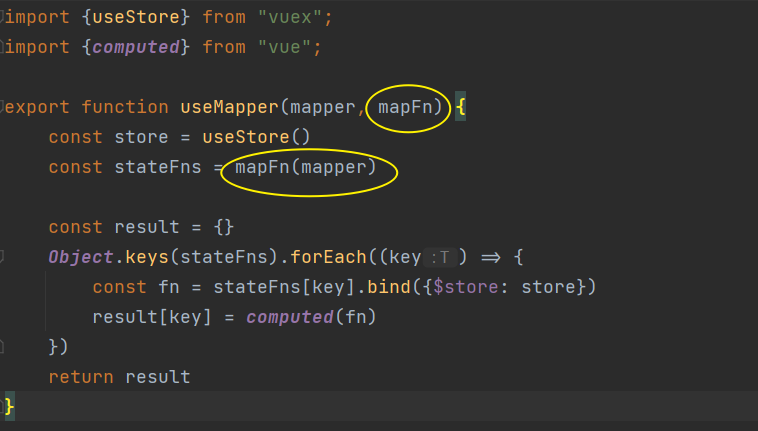 import {useStore} from "vuex";
import {computed} from "vue";
export function useMapper(mapper, mapFn) {
const store = useStore()
const stateFns = mapFn(mapper)
const result = {}
Object.keys(stateFns).forEach((key : T ) => {
const fn = stateFns[key].bind({$store: store})
result[key] = computed(fn)
})
return result
}